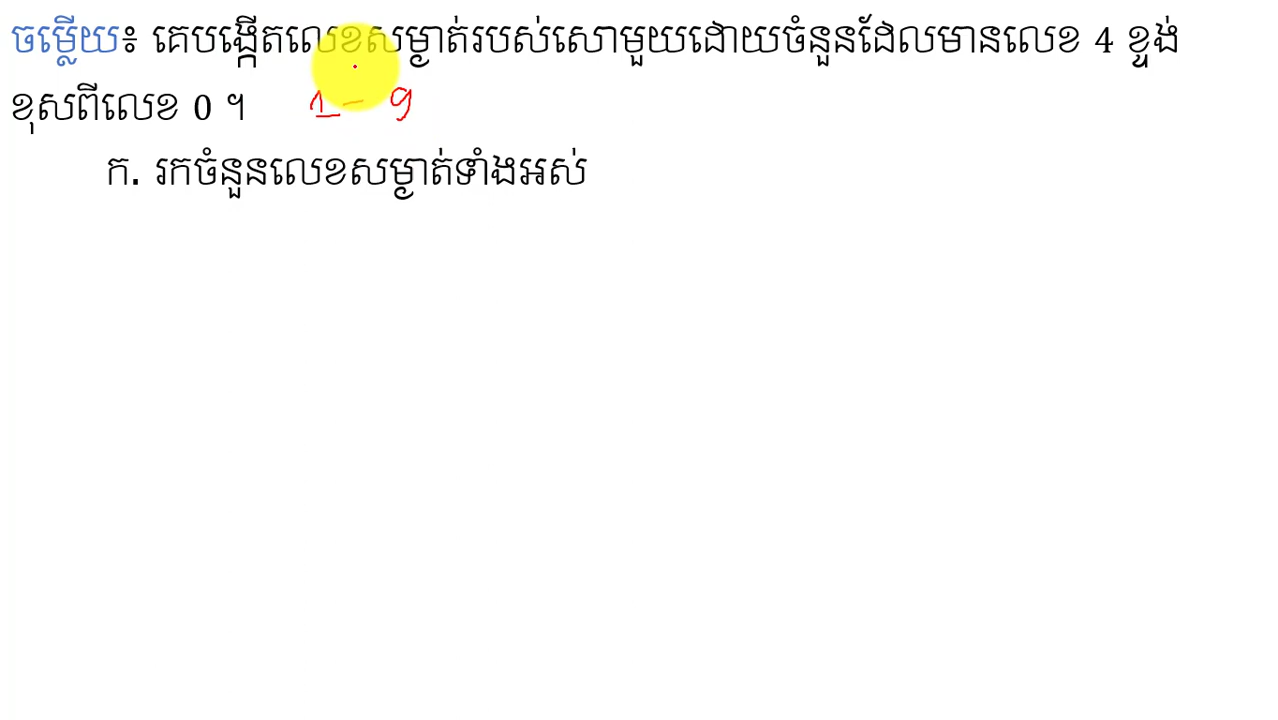 ចម្លើយ៖ គេបង្កើតលេខសម្ងាត់របស់សោមួយដោយចំនួនដែលមានលេខ 4 ខ្ទង់
ខុសពីលេខ 0 ។ 1 - 9
ក. រកចំនួនលេខសម្ងាត់ទាំងអស់